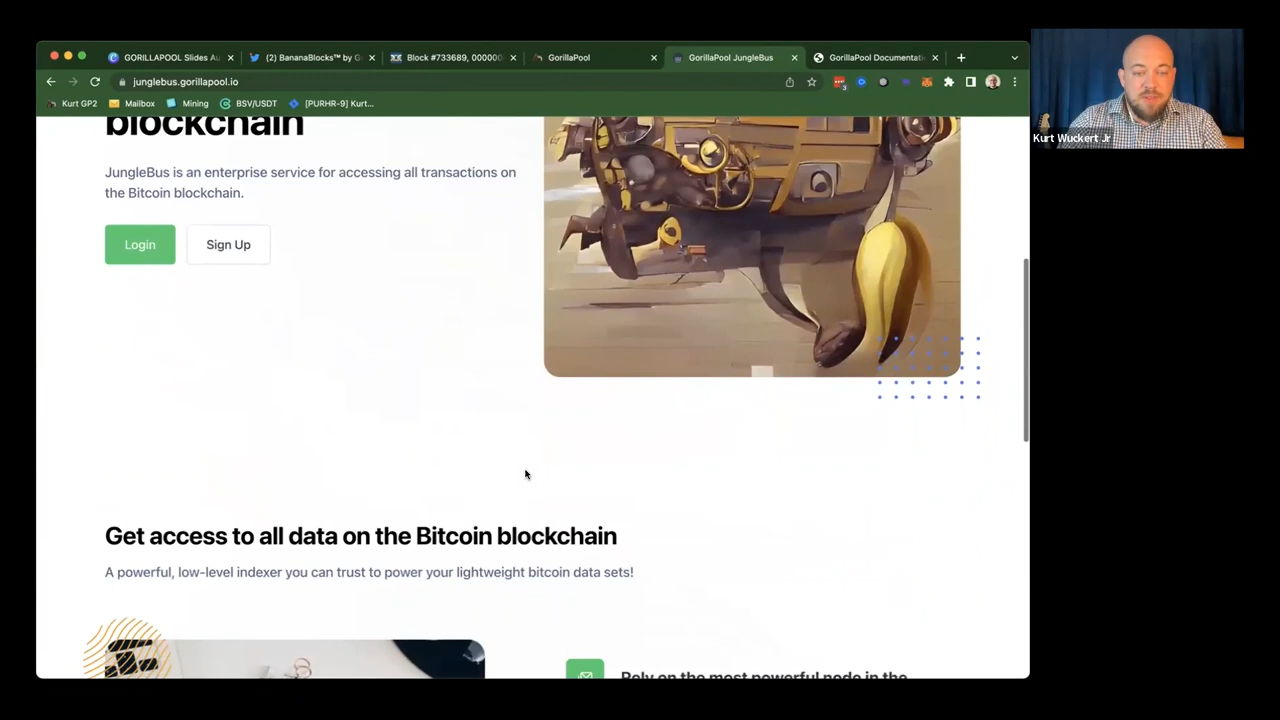 GORILLAPOOL Slides Au
(2) BananaBlocks™ by G
Block #733689, 000000
GorillaPool
GorillaPool JungleBus
GorillaPool Documentati
junglebus.gorillapool.io
3
Kurt GP2
Mailbox
Mining
BSV/USDT
[PURHR-9] Kurt...
Kurt Wuckert Jr
blockchain
JungleBus is an enterprise service for accessing all transactions on
the Bitcoin blockchain.
Login
Sign Up
Get access to all data on the Bitcoin blockchain
A powerful, low-level indexer you can trust to power your lightweight bitcoin data sets!
Rely on the most powerful node in the